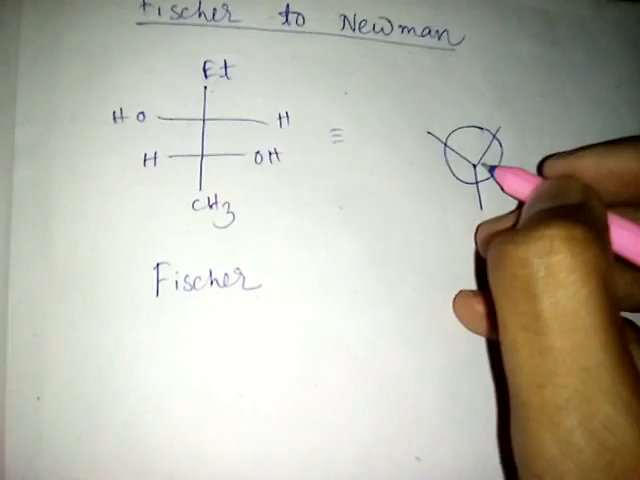 Fischer to Newman
Et
HO H
≡
H OH
CH3
Fischer